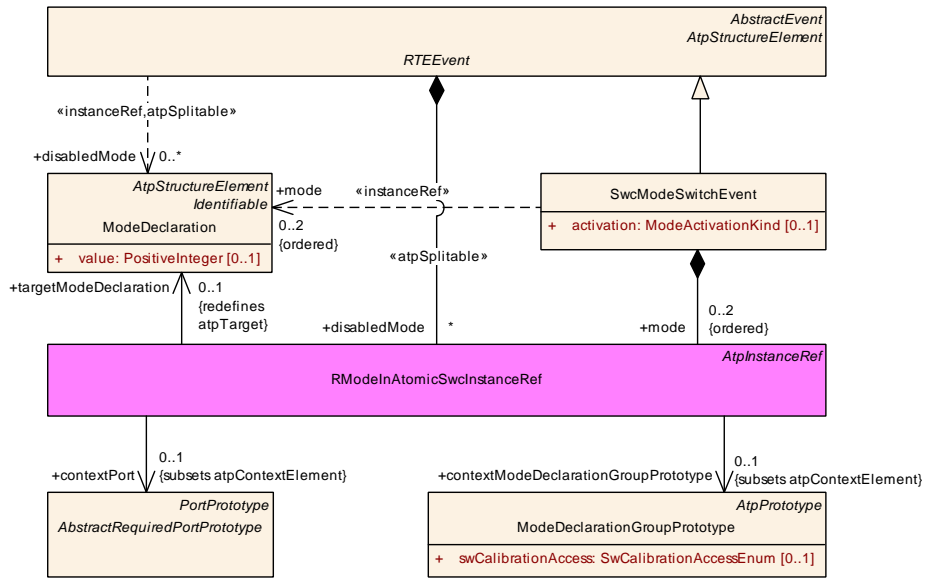 AbstractEvent
AtpStructureElement
RTEEvent
«instanceRef,atpSplitable»
+disabledMode 0..*
AtpStructureElement
Identifiable
ModeDeclaration
+ value: PositiveInteger [0..1]
+mode
«instanceRef»
0..2
{ordered}
SwcModeSwitchEvent
+ activation: ModeActivationKind [0..1]
«atpSplitable»
+targetModeDeclaration
0..1
{redefines
atpTarget}
+disabledMode *
+mode
0..2
{ordered}
AtpInstanceRef
RModeInAtomicSwcInstanceRef
+contextPort
0..1
{subsets atpContextElement}
+contextModeDeclarationGroupPrototype
0..1
{subsets atpContextElement}
PortPrototype
AbstractRequiredPortPrototype
AtpPrototype
ModeDeclarationGroupPrototype
+ swCalibrationAccess: SwCalibrationAccessEnum [0..1]